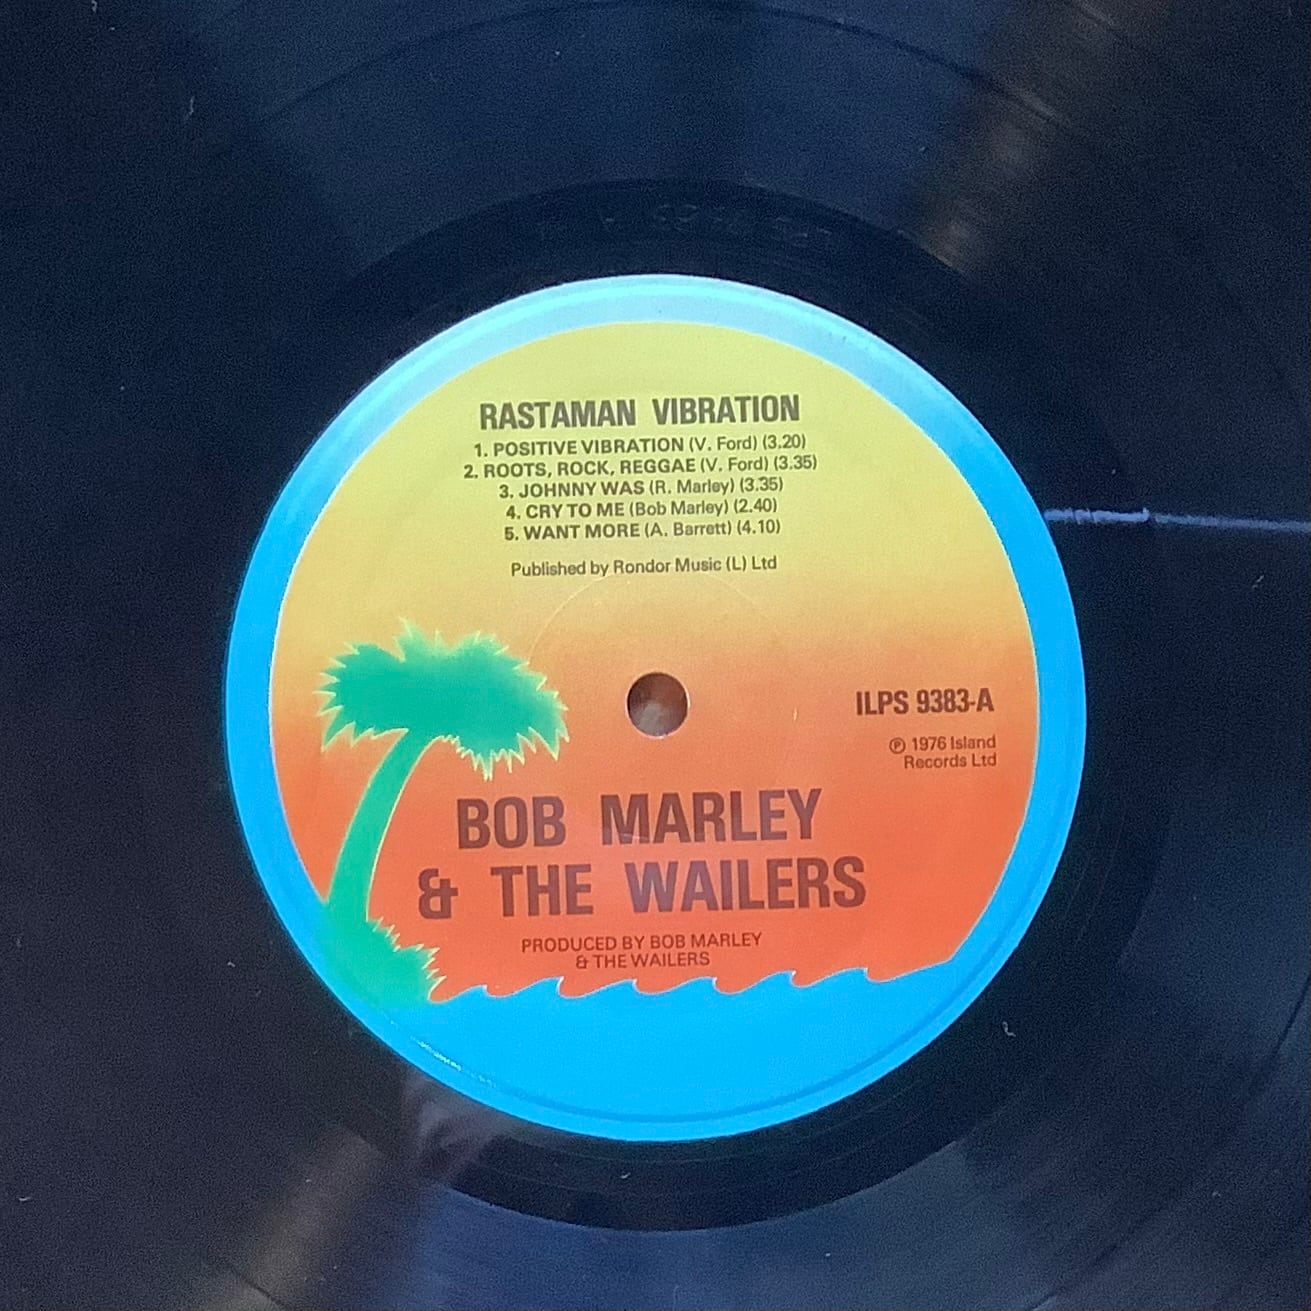 RASTAMAN VIBRATION
1. POSITIVE VIBRATION (V. Ford) (3.20)
2. ROOTS, ROCK, REGGAE (V. Ford) (3.35)
3. JOHNNY WAS (R. Marley) (3.35)
4. CRY TO ME (Bob Marley) (2.40)
5. WANT MORE (A. Barrett) (4.10)
Published by Rondor Music (L) Ltd
ILPS 9383-A
℗ 1976 Island
Records Ltd
BOB MARLEY
& THE WAILERS
PRODUCED BY BOB MARLEY
& THE WAILERS